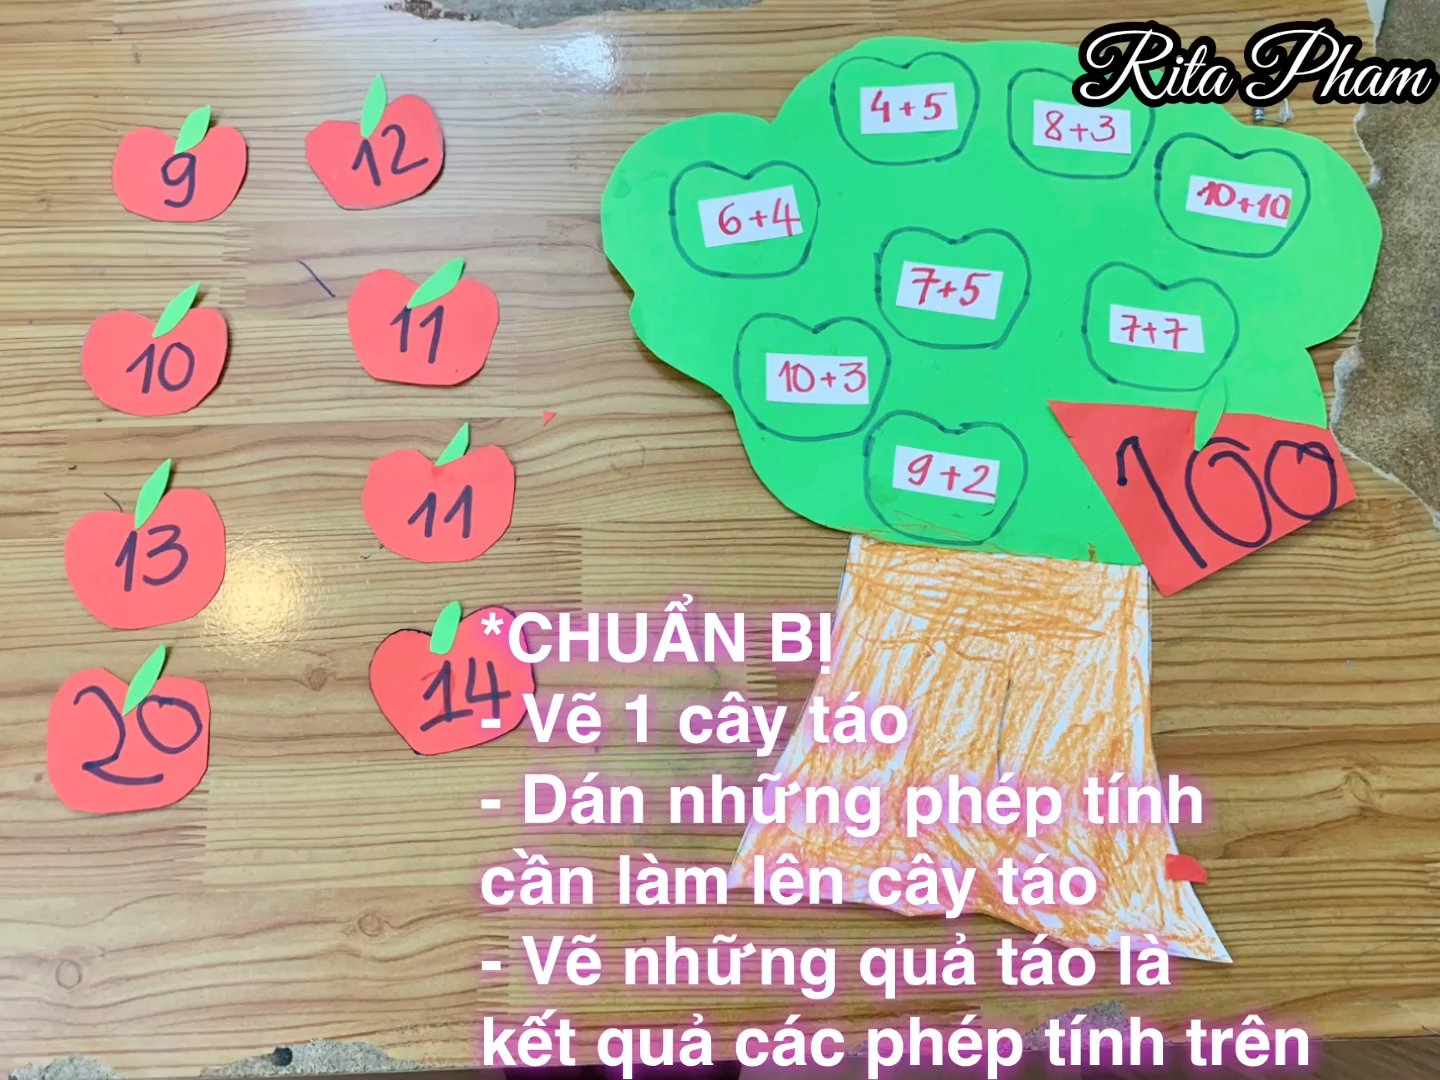 Rita Pham
4+5
8+3
10+10
6+4
7+5
7+7
10+3
9+2
100
9
12
10
11
13
11
20
14
*CHUẨN BỊ
- Vẽ 1 cây táo
- Dán những phép tính
cần làm lên cây táo
- Vẽ những quả táo là
kết quả các phép tính trên